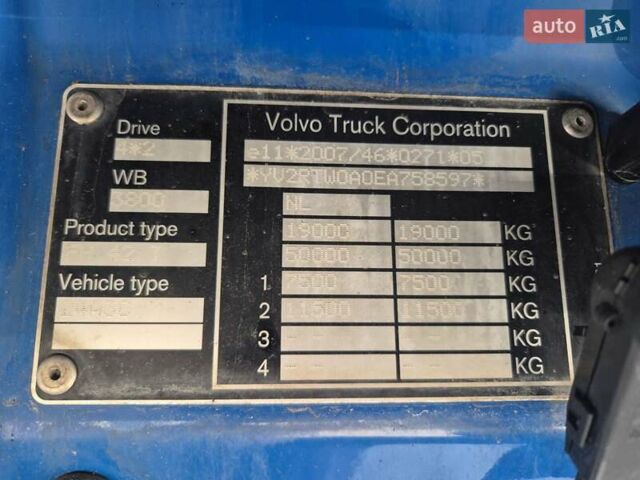 auto RIA.com
Drive
4*2
WB
3800
Product type
Vehicle type
Volvo Truck Corporation
e11*2007/46*0271*05
*YV2RTW0A0EA758597*
NL
19000 19000 KG
50000 50000 KG
1 7500 7500 KG
2 11500 11500 KG
3 - - - - KG
4 - - - - KG